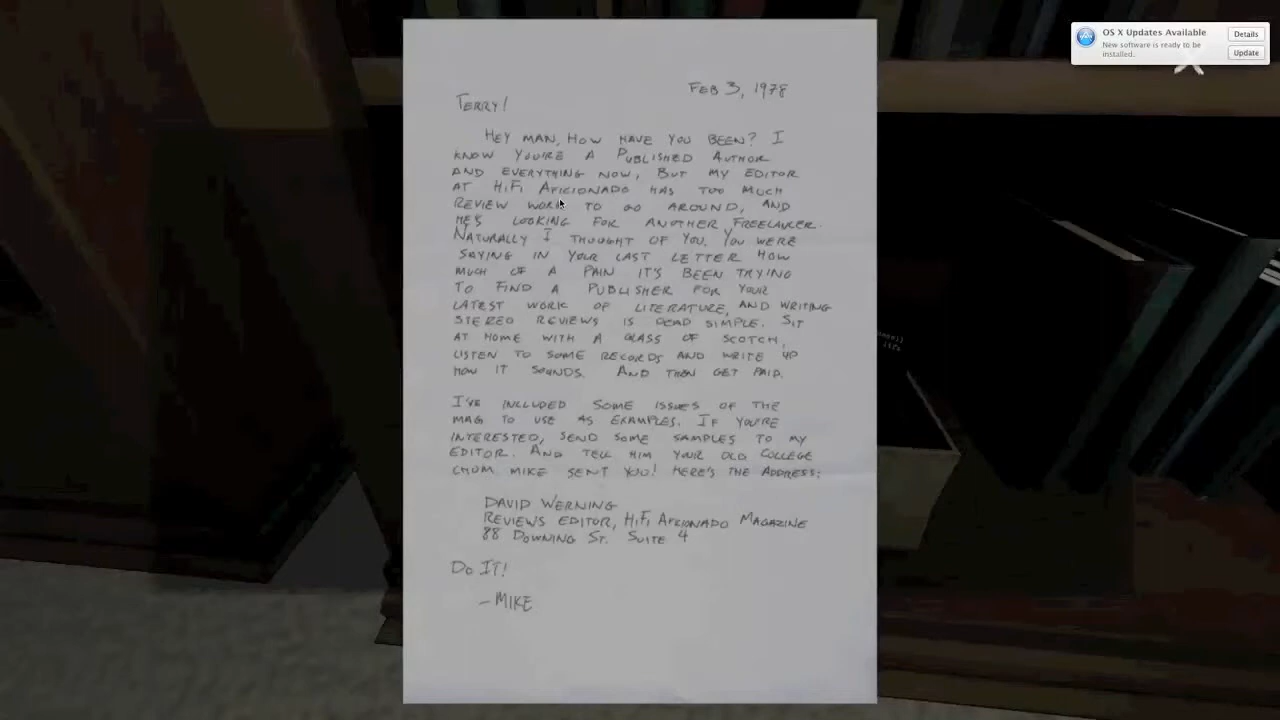 OS X Updates Available
Details
New software is ready to be
installed.
Update
FEB 3, 1978
TERRY!
HEY MAN, HOW HAVE YOU BEEN? I
KNOW YOU'RE A PUBLISHED AUTHOR
AND EVERYTHING NOW, BUT MY EDITOR
AT HIFI AFICIONADO HAS TOO MUCH
REVIEW WORK TO GO AROUND, AND
HE'S LOOKING FOR ANOTHER FREELANCER.
NATURALLY I THOUGHT OF YOU. YOU WERE
SAYING IN YOUR LAST LETTER HOW
MUCH OF A PAIN IT'S BEEN TRYING
TO FIND A PUBLISHER FOR YOUR
LATEST WORK OF LITERATURE, AND WRITING
STEREO REVIEWS IS DEAD SIMPLE. SIT
AT HOME WITH A GLASS OF SCOTCH,
LISTEN TO SOME RECORDS AND WRITE UP
HOW IT SOUNDS. AND THEN GET PAID.
I'VE INCLUDED SOME ISSUES OF THE
MAG TO USE AS EXAMPLES. IF YOU'RE
INTERESTED, SEND SOME SAMPLES TO MY
EDITOR. AND TELL HIM YOUR OLD COLLEGE
CHUM MIKE SENT YOU! HERE'S THE ADDRESS:
DAVID WERNING
REVIEWS EDITOR, HIFI AFICIONADO MAGAZINE
88 DOWNING ST. SUITE 4
DO IT!
-MIKE